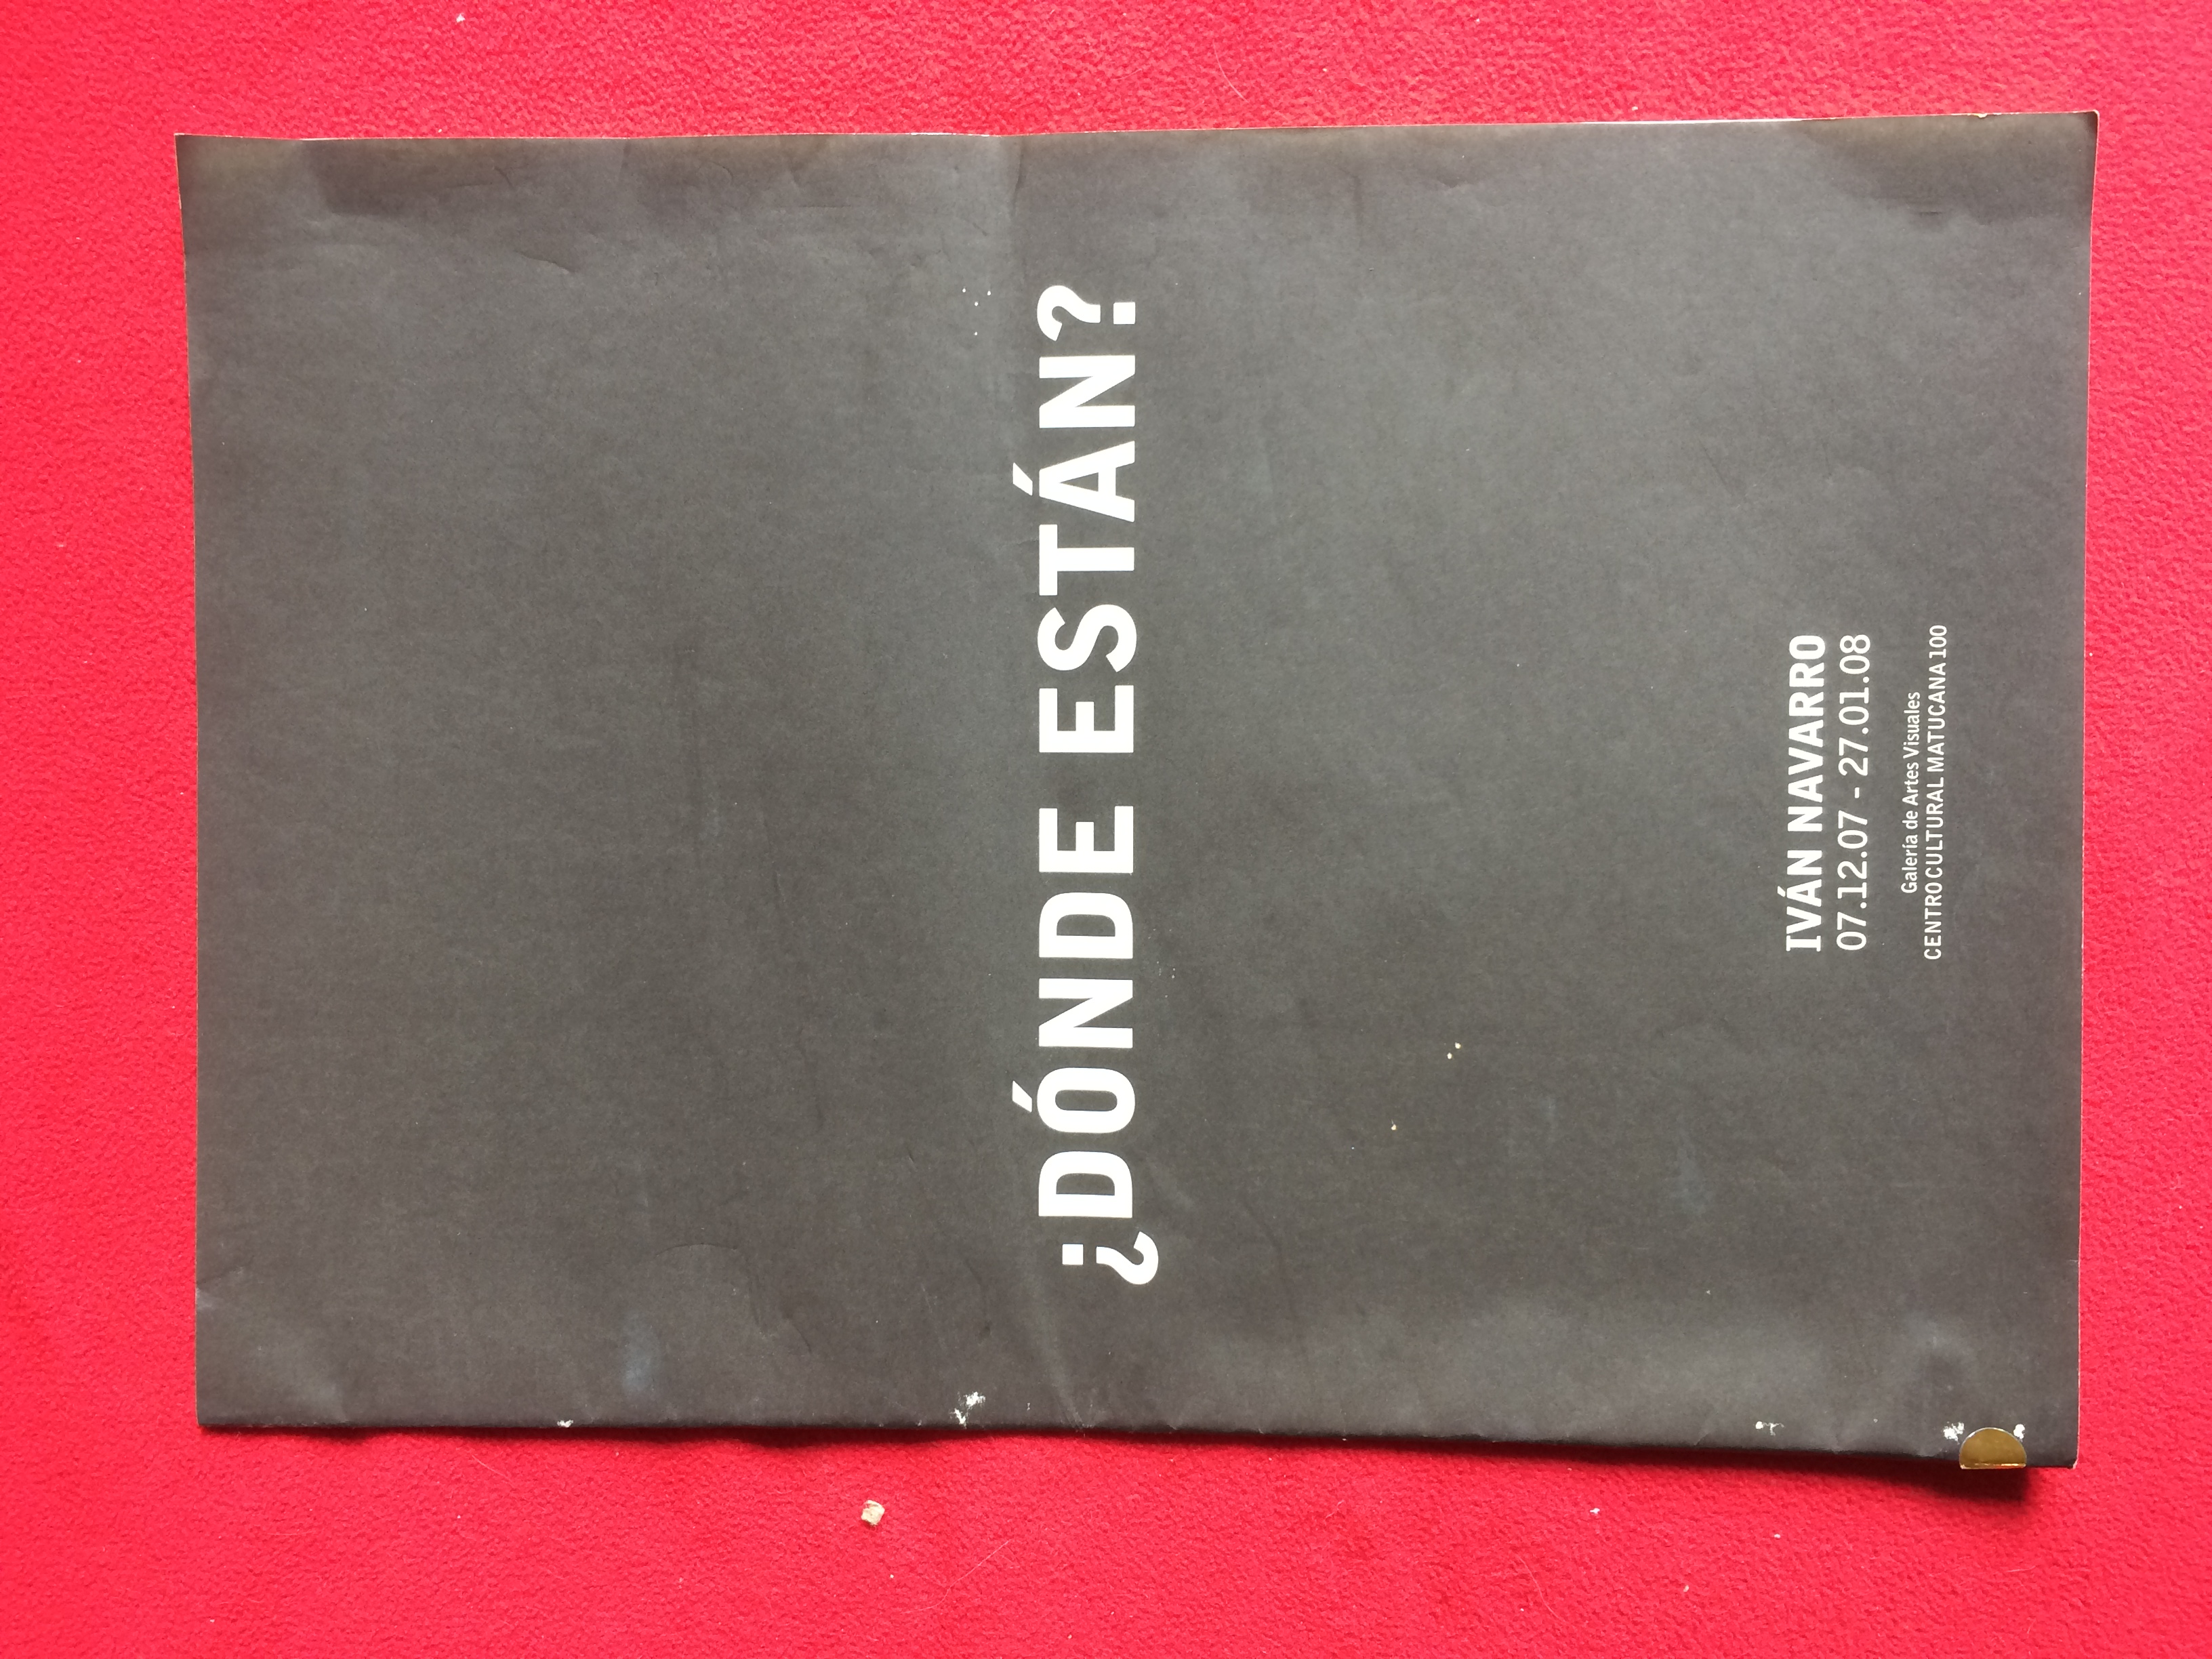 ¿DÓNDE ESTÁN?
IVÁN NAVARRO
07.12.07 - 27.01.08
Galería de Artes Visuales
CENTRO CULTURAL MATUCANA 100